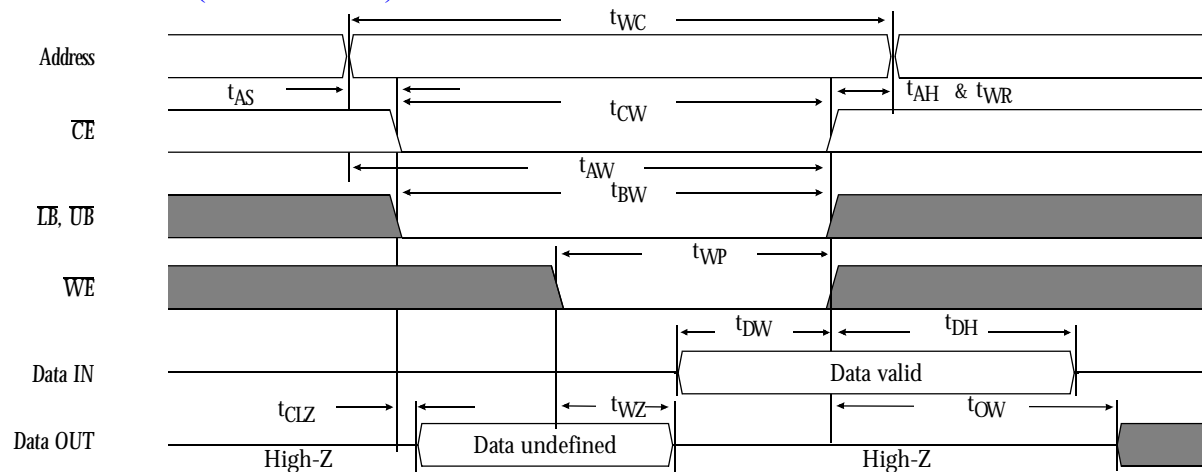 tWC
Address
tAS
tCW
tAH & tWR
CE
tAW
tBW
LB, UB
tWP
WE
tDW
tDH
Data IN
Data valid
tCLZ
tWZ
tOW
Data OUT
Data undefined
High-Z
High-Z